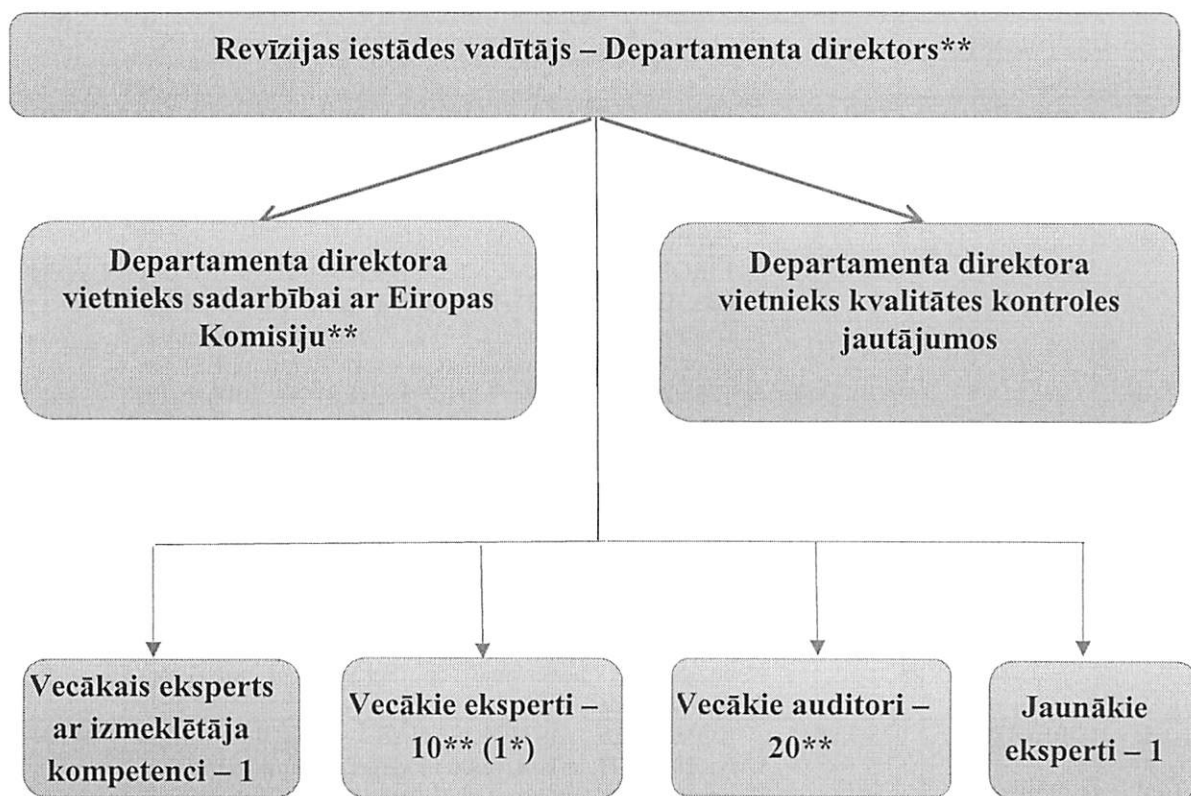 Revīzijas iestādes vadītājs – Departamenta direktors**
Departamenta direktora
vietnieks sadarbībai ar Eiropas
Komisiju**
Departamenta direktora
vietnieks kvalitātes kontroles
jautājumos
Vecākais eksperts
ar izmeklētāja
kompetenci – 1
Vecākie eksperti –
10** (1*)
Vecākie auditori –
20**
Jaunākie
eksperti – 1